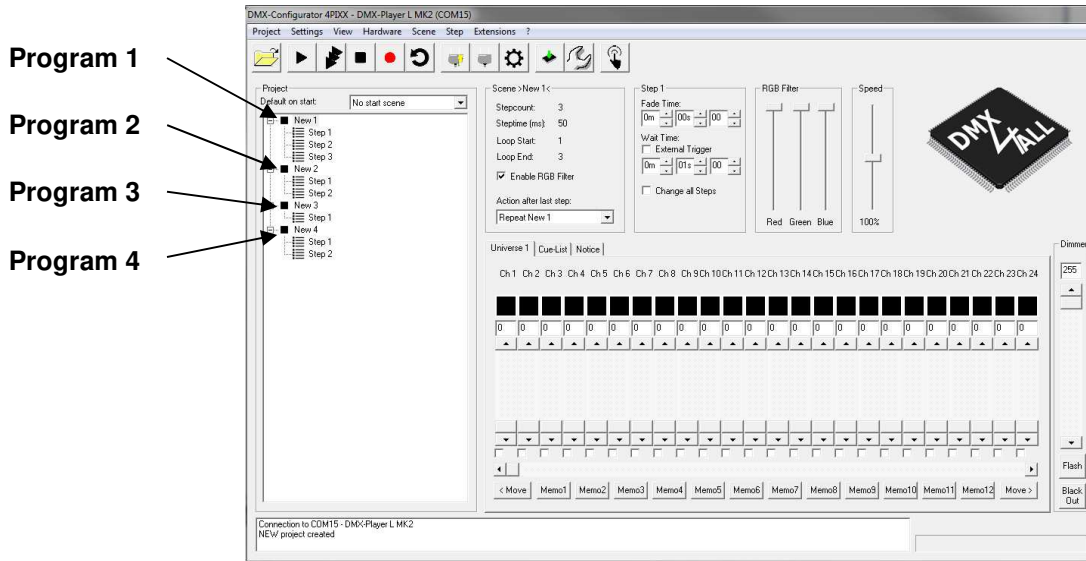 Program 1
Program 2
Program 3
Program 4
DMX-Configurator 4PIXX - DMX-Player L MK2 (COM15)
Project Settings View Hardware Scene Step Extensions ?
Project
Default on start: No start scene
New 1
Step 1
Step 2
Step 3
New 2
Step 1
Step 2
New 3
Step 1
New 4
Step 1
Step 2
Scene >New 1<
Stepcount: 3
Steptime (ms): 50
Loop Start: 1
Loop End: 3
Enable RGB Filter
Action after last step:
Repeat New 1
Step 1
Fade Time:
0m 00s 00
Wait Time:
External Trigger
0m 01s 00
Change all Steps
RGB Filter
Red Green Blue
Speed
100%
DMX
4ALL
Universe 1 Cue-List Notice
Ch 1 Ch 2 Ch 3 Ch 4 Ch 5 Ch 6 Ch 7 Ch 8 Ch 9 Ch 10 Ch 11 Ch 12 Ch 13 Ch 14 Ch 15 Ch 16 Ch 17 Ch 18 Ch 19 Ch 20 Ch 21 Ch 22 Ch 23 Ch 24
0 0 0 0 0 0 0 0 0 0 0 0 0 0 0 0 0 0 0 0 0 0 0 0
< Move Memo1 Memo2 Memo3 Memo4 Memo5 Memo6 Memo7 Memo8 Memo9 Memo10 Memo11 Memo12 Move >
Dimmer
255
Flash
Black
Out
Connection to COM15 - DMX-Player L MK2
NEW project created